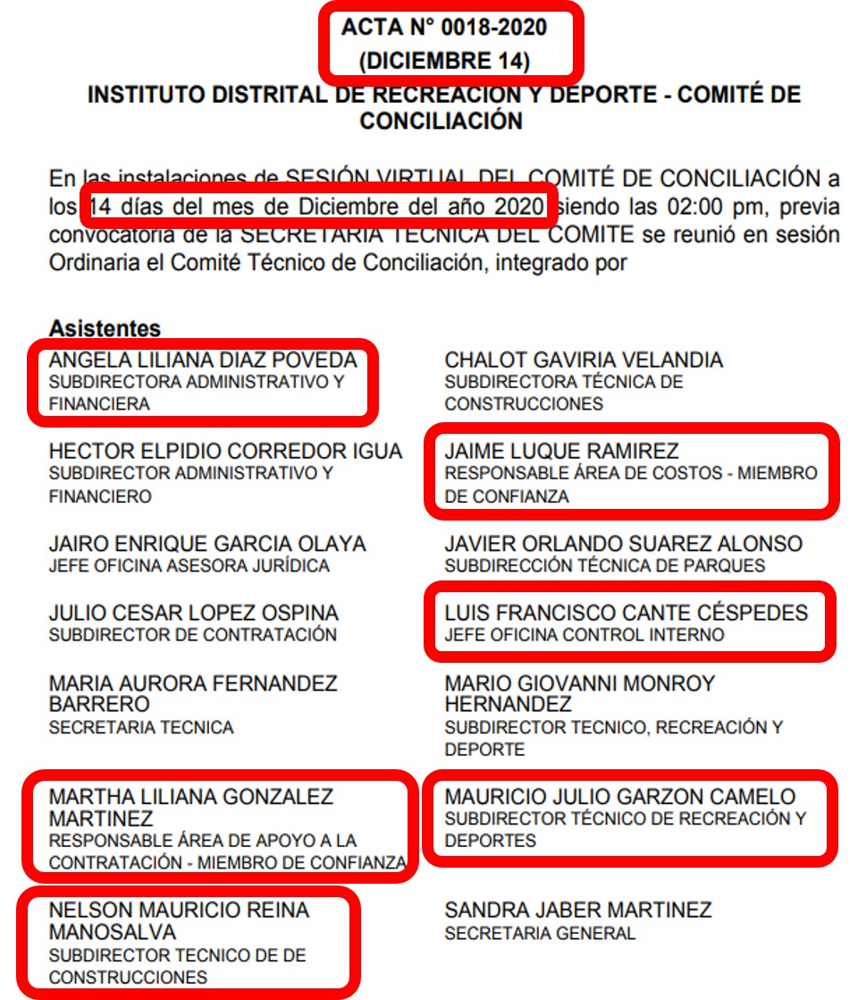 ACTA N° 0018-2020
(DICIEMBRE 14)
INSTITUTO DISTRITAL DE RECREACIÓN Y DEPORTE - COMITÉ DE
CONCILIACIÓN
En las instalaciones de SESIÓN VIRTUAL DEL COMITÉ DE CONCILIACIÓN a
los 14 días del mes de Diciembre del año 2020 siendo las 02:00 pm, previa
convocatoria de la SECRETARIA TECNICA DEL COMITE se reunió en sesión
Ordinaria el Comité Técnico de Conciliación, integrado por
Asistentes
ANGELA LILIANA DIAZ POVEDA
SUBDIRECTORA ADMINISTRATIVO Y
FINANCIERA
CHALOT GAVIRIA VELANDIA
SUBDIRECTORA TÉCNICA DE
CONSTRUCCIONES
HECTOR ELPIDIO CORREDOR IGUA
SUBDIRECTOR ADMINISTRATIVO Y
FINANCIERO
JAIME LUQUE RAMIREZ
RESPONSABLE ÁREA DE COSTOS - MIEMBRO
DE CONFIANZA
JAIRO ENRIQUE GARCIA OLAYA
JEFE OFICINA ASESORA JURÍDICA
JAVIER ORLANDO SUAREZ ALONSO
SUBDIRECCIÓN TÉCNICA DE PARQUES
JULIO CESAR LOPEZ OSPINA
SUBDIRECTOR DE CONTRATACIÓN
LUIS FRANCISCO CANTE CÉSPEDES
JEFE OFICINA CONTROL INTERNO
MARIA AURORA FERNANDEZ
BARRERO
SECRETARIA TECNICA
MARIO GIOVANNI MONROY
HERNANDEZ
SUBDIRECTOR TECNICO, RECREACIÓN Y
DEPORTE
MARTHA LILIANA GONZALEZ
MARTINEZ
RESPONSABLE ÁREA DE APOYO A LA
CONTRATACIÓN - MIEMBRO DE CONFIANZA
MAURICIO JULIO GARZON CAMELO
SUBDIRECTOR TÉCNICO DE RECREACIÓN Y
DEPORTES
NELSON MAURICIO REINA
MANOSALVA
SUBDIRECTOR TECNICO DE DE
CONSTRUCCIONES
SANDRA JABER MARTINEZ
SECRETARIA GENERAL